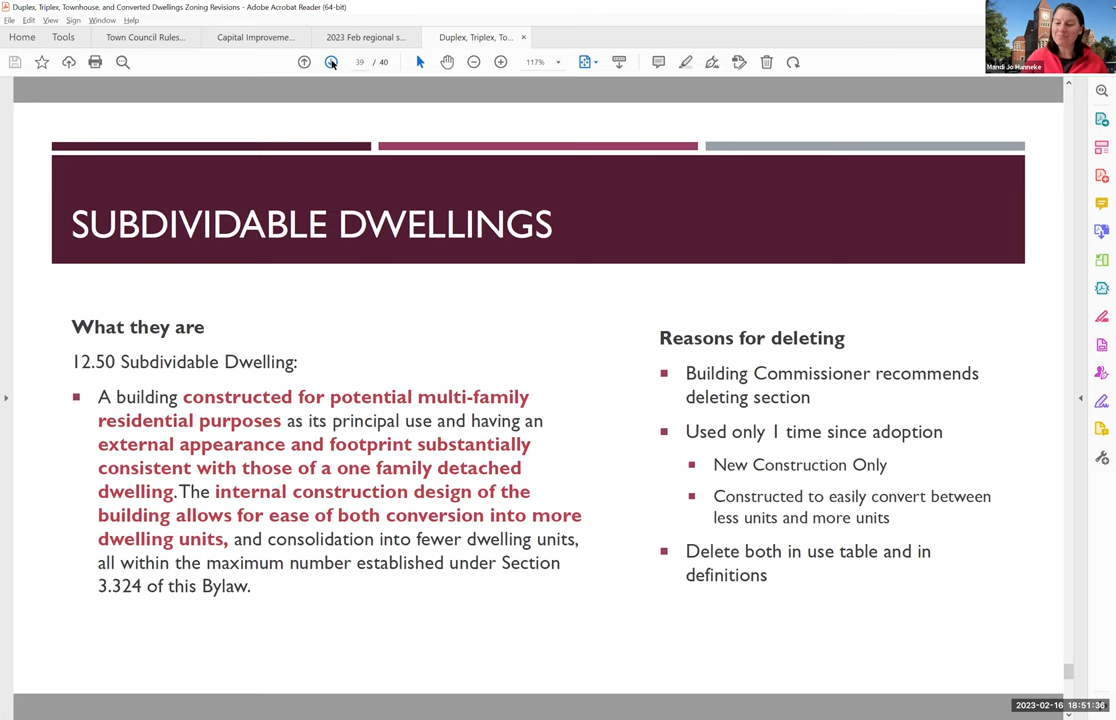 Duplex, Triplex, Townhouse, and Converted Dwellings Zoning Revisions - Adobe Acrobat Reader (64-bit)
File Edit View Sign Window Help
Home Tools Town Council Rules... Capital Improveme... 2023 Feb regional s... Duplex, Triplex, To... ×
39 / 40 117%
Mandi Jo Hanneke
SUBDIVIDABLE DWELLINGS
What they are
12.50 Subdividable Dwelling:
A building constructed for potential multi-family
residential purposes as its principal use and having an
external appearance and footprint substantially
consistent with those of a one family detached
dwelling. The internal construction design of the
building allows for ease of both conversion into more
dwelling units, and consolidation into fewer dwelling units,
all within the maximum number established under Section
3.324 of this Bylaw.
Reasons for deleting
Building Commissioner recommends
deleting section
Used only 1 time since adoption
New Construction Only
Constructed to easily convert between
less units and more units
Delete both in use table and in
definitions
2023-02-16 18:51:36